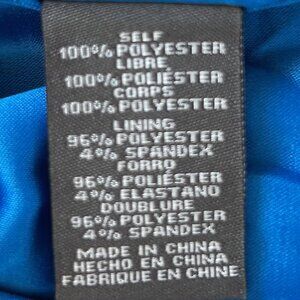 SELF
100% POLYESTER
LIBRE
100% POLIÉSTER
CORPS
100% POLYESTER
LINING
96% POLYESTER
4% SPANDEX
FORRO
96% POLIÉSTER
4% ELASTANO
DOUBLURE
96% POLYESTER
4% SPANDEX
MADE IN CHINA
HECHO EN CHINA
FABRIQUE EN CHINE